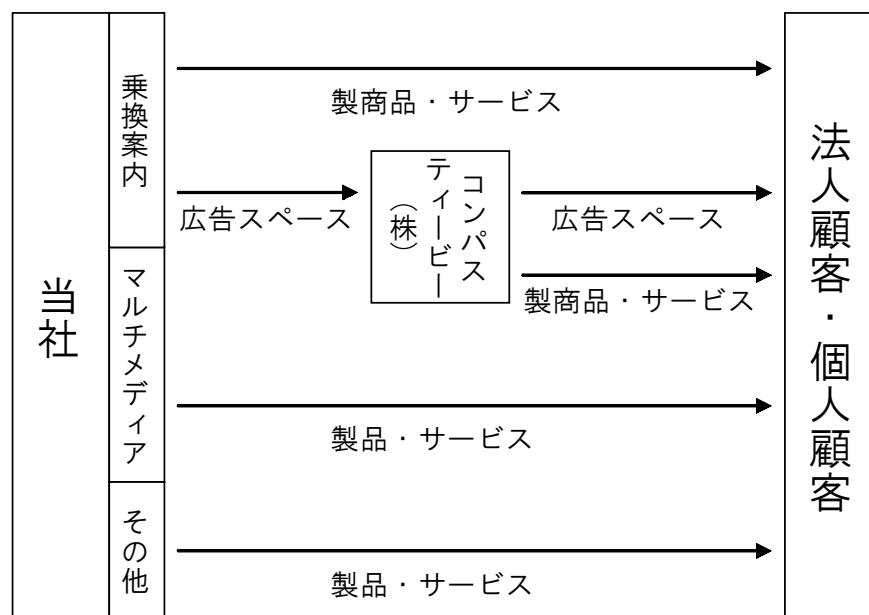 当社
乗換案内
マルチメディア
その他
製商品・サービス
広告スペース
コンパス
ティービー
（株）
広告スペース
製商品・サービス
製品・サービス
製品・サービス
法人顧客・個人顧客